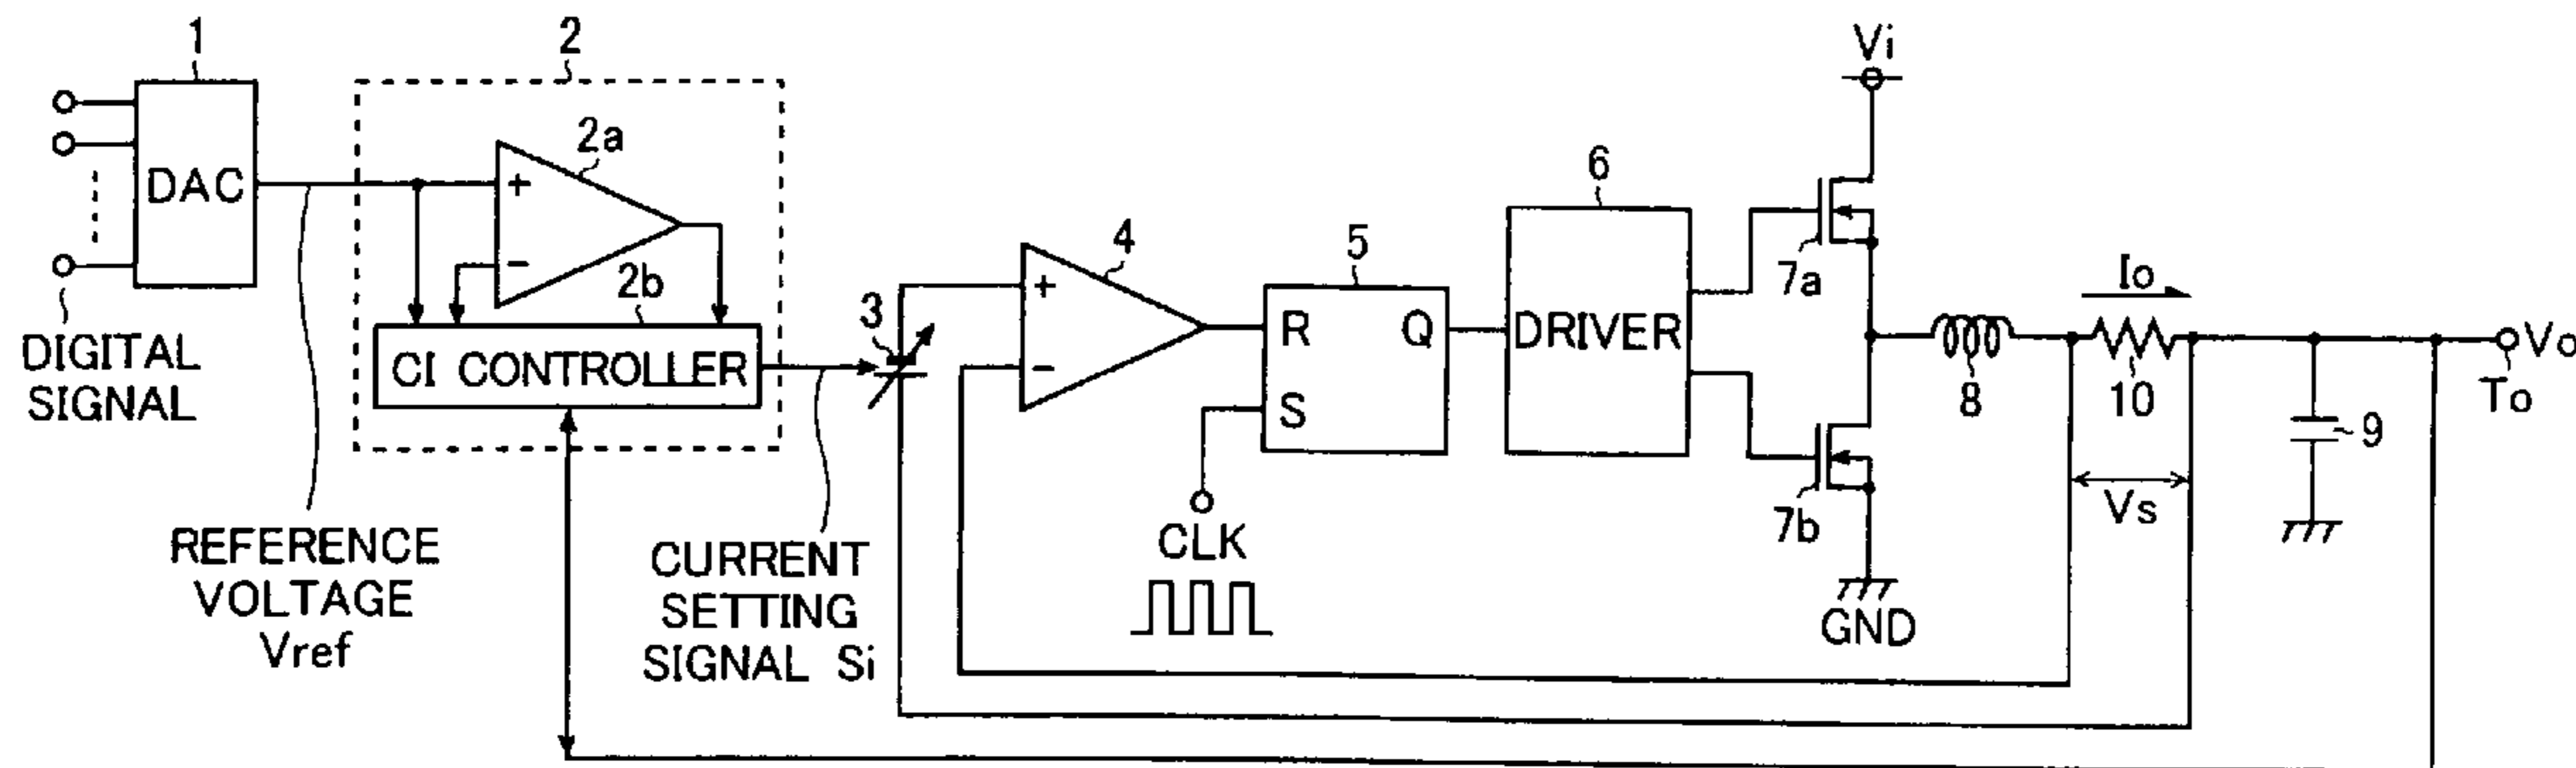 1
2
Vi
2a
+
DAC
6
4
5
7a
Io
-
2b
3
+
R
Q
DRIVER
Vo
DIGITAL
SIGNAL
CI CONTROLLER
-
S
8
10
To
9
Vs
7b
REFERENCE
VOLTAGE
Vref
CURRENT
SETTING
SIGNAL Si
CLK
GND